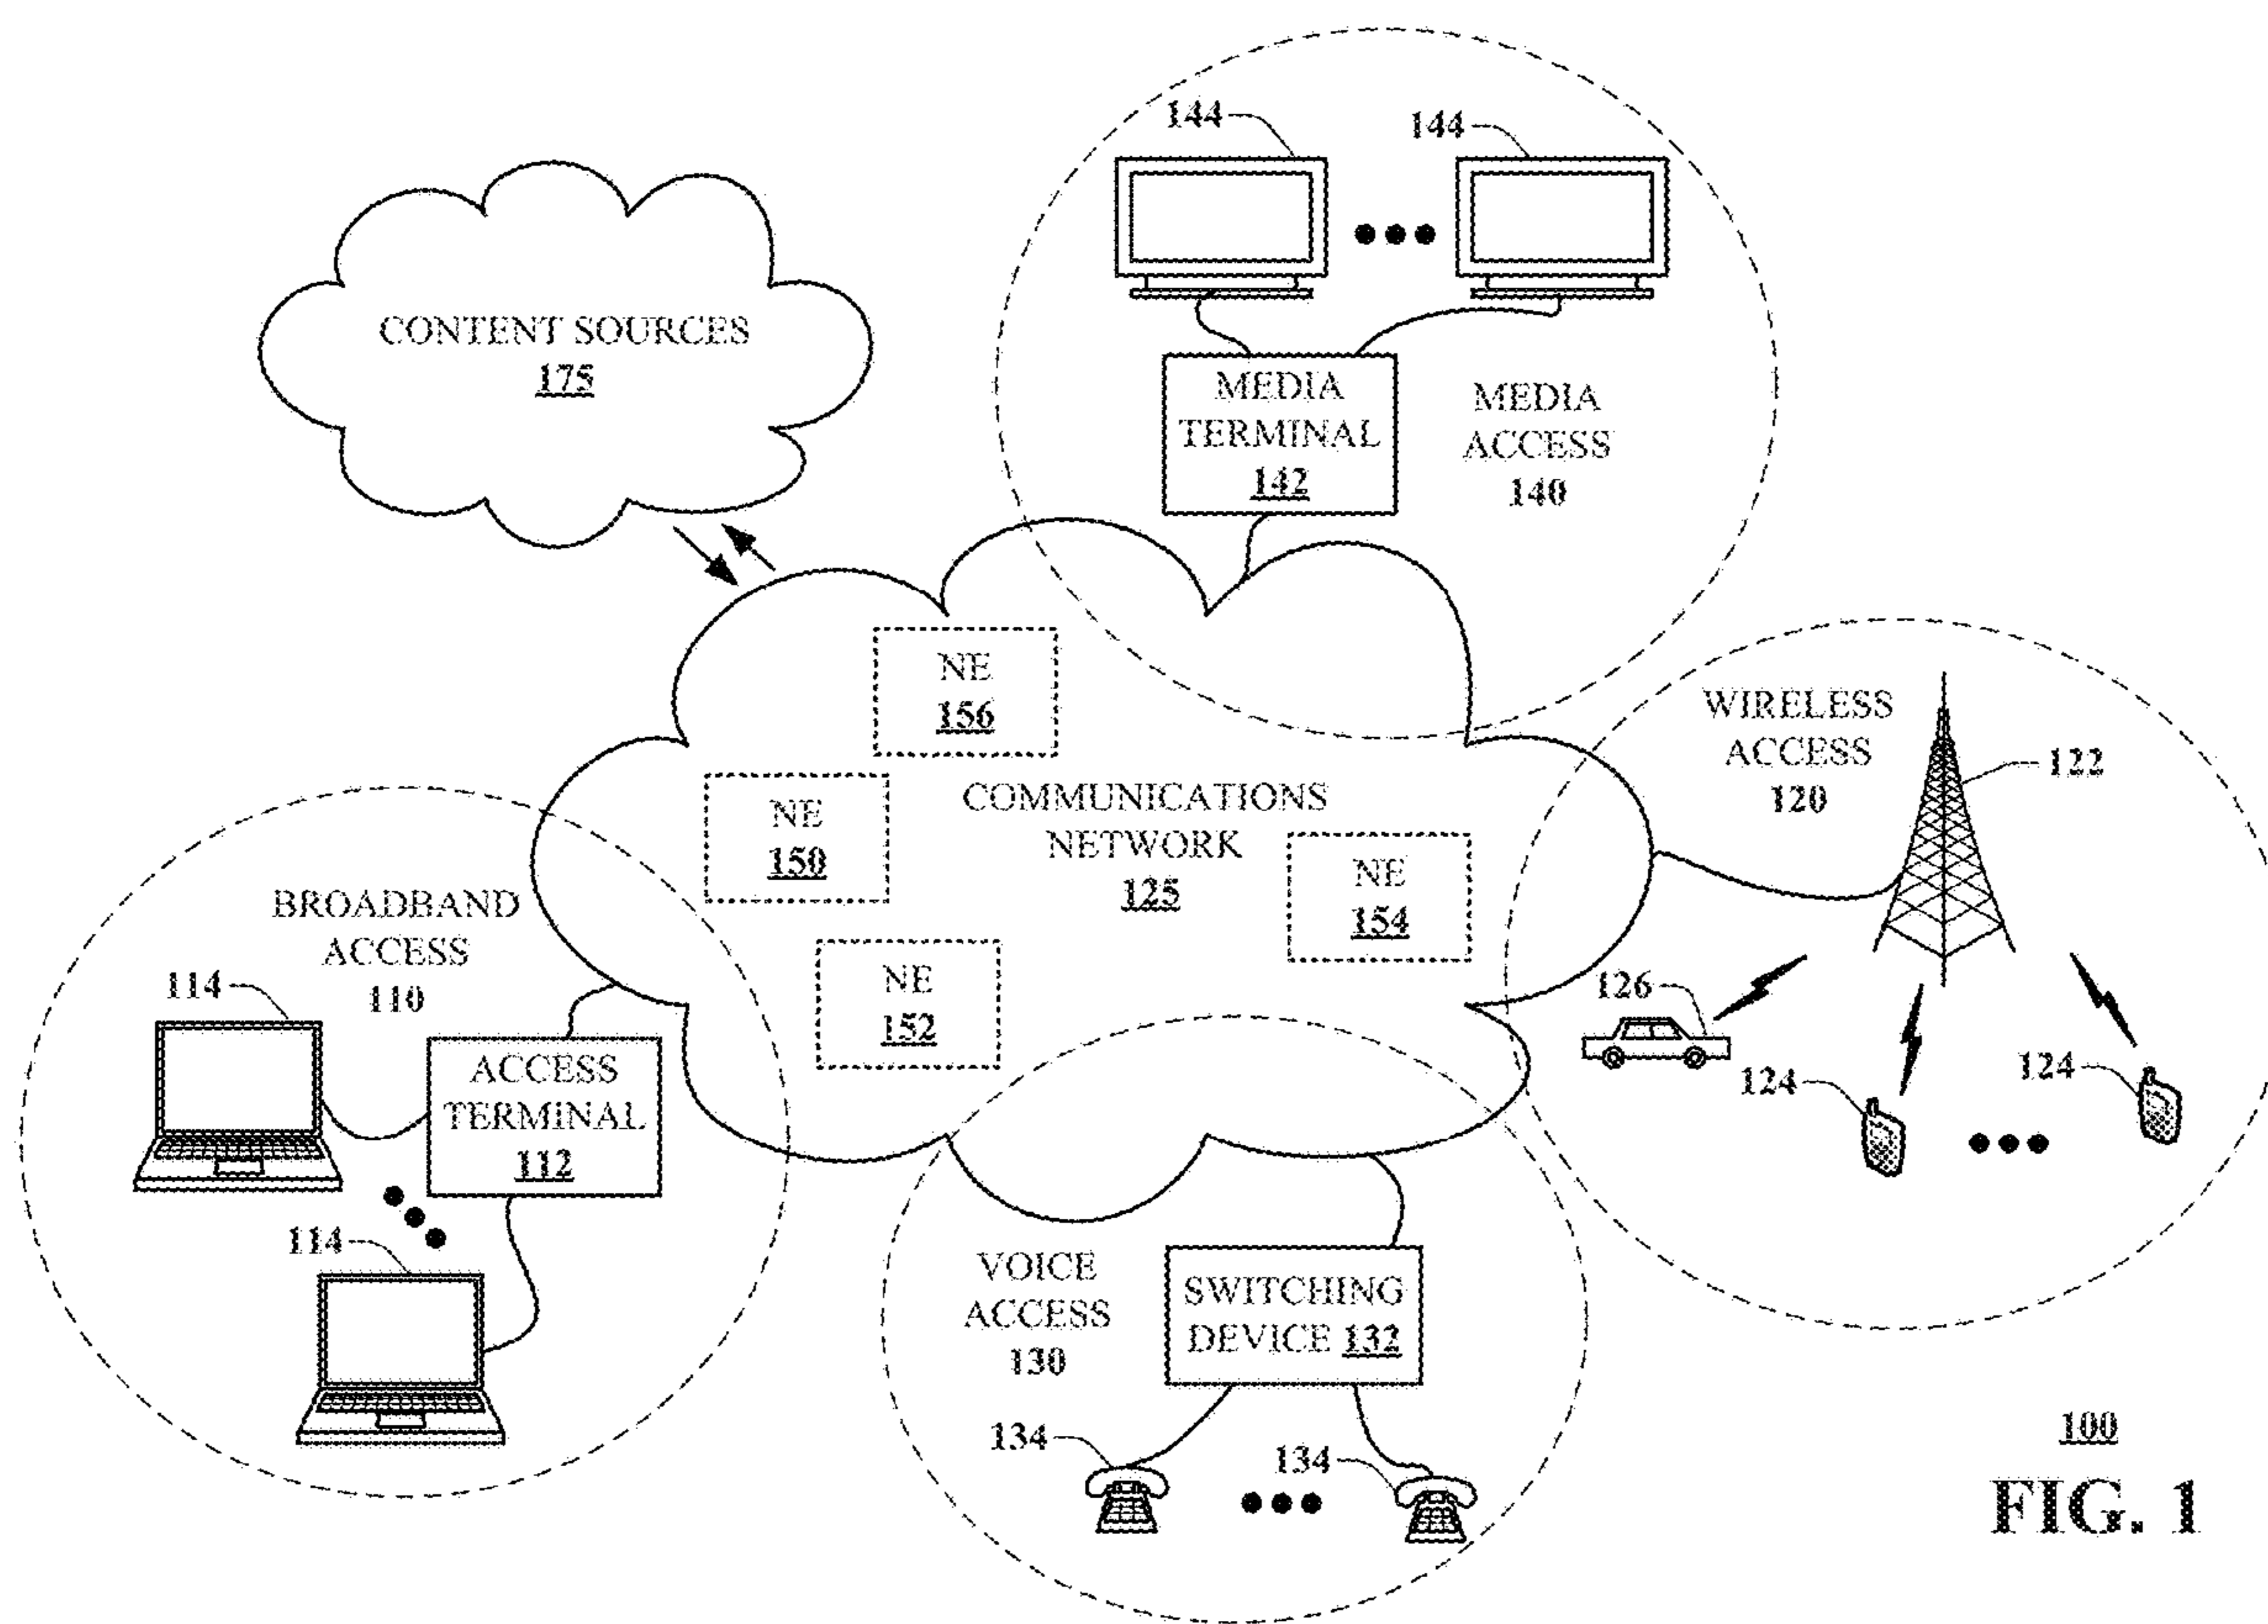 144
144
CONTENT SOURCES
175
MEDIA
TERMINAL
142
MEDIA
ACCESS
140
NE
156
WIRELESS
ACCESS
120
122
NE
150
COMMUNICATIONS
NETWORK
125
NE
154
BROADBAND
ACCESS
110
114
NE
152
126
124
124
ACCESS
TERMINAL
112
114
VOICE
ACCESS
130
SWITCHING
DEVICE 132
134
134
100
FIG. 1